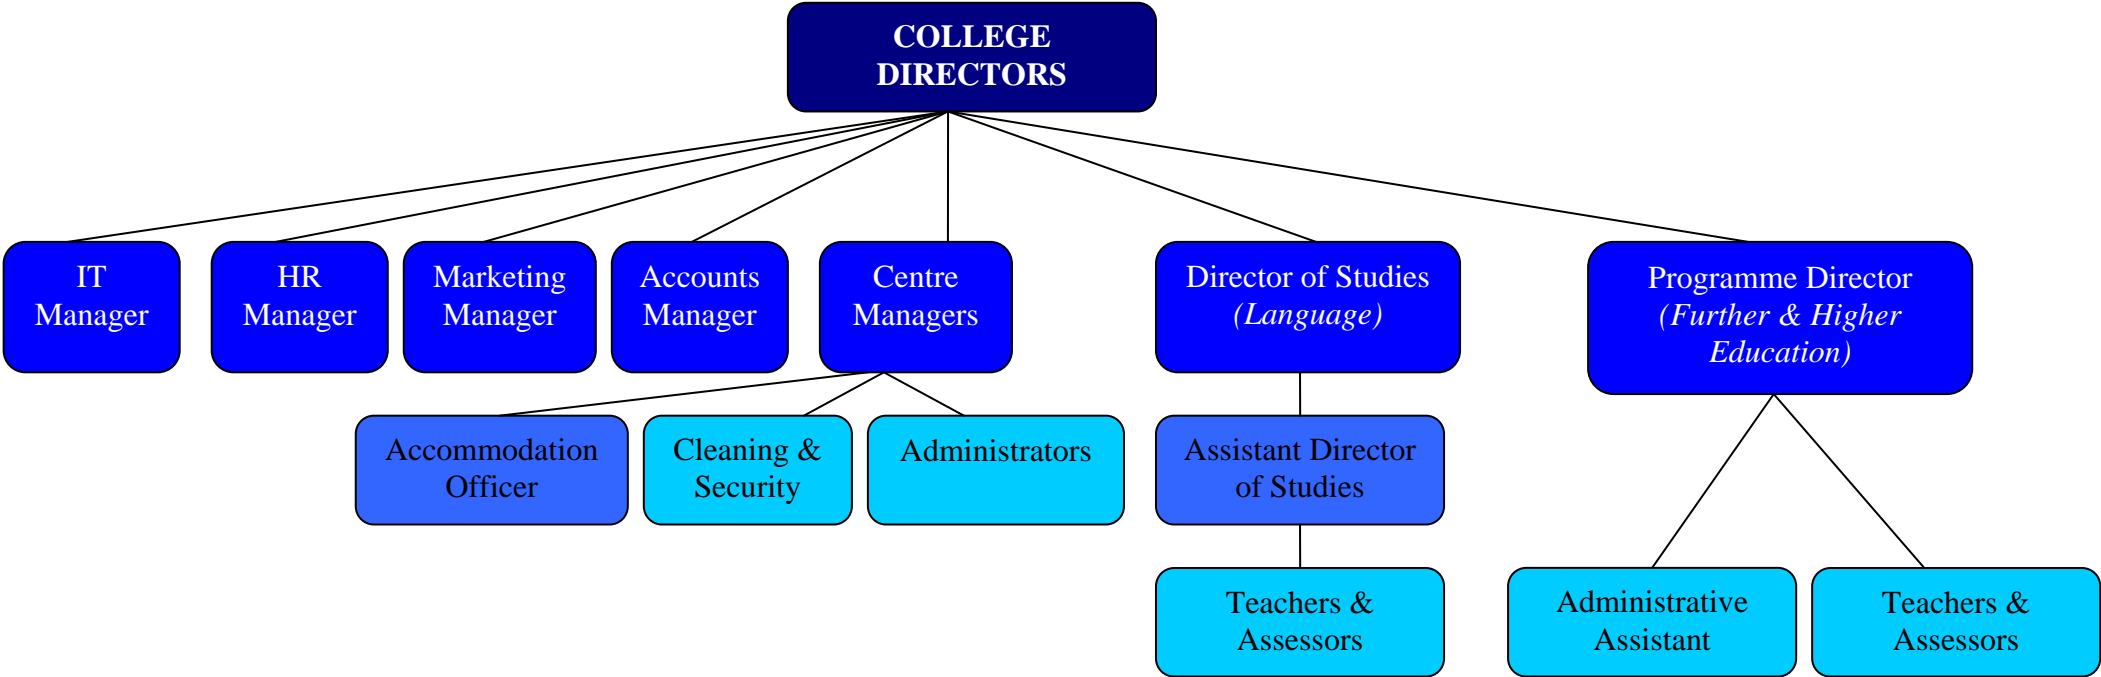 COLLEGE
DIRECTORS
IT
Manager
HR
Manager
Marketing
Manager
Accounts
Manager
Centre
Managers
Director of Studies
(Language)
Programme Director
(Further & Higher
Education)
Accommodation
Officer
Cleaning &
Security
Administrators
Assistant Director
of Studies
Teachers &
Assessors
Administrative
Assistant
Teachers &
Assessors